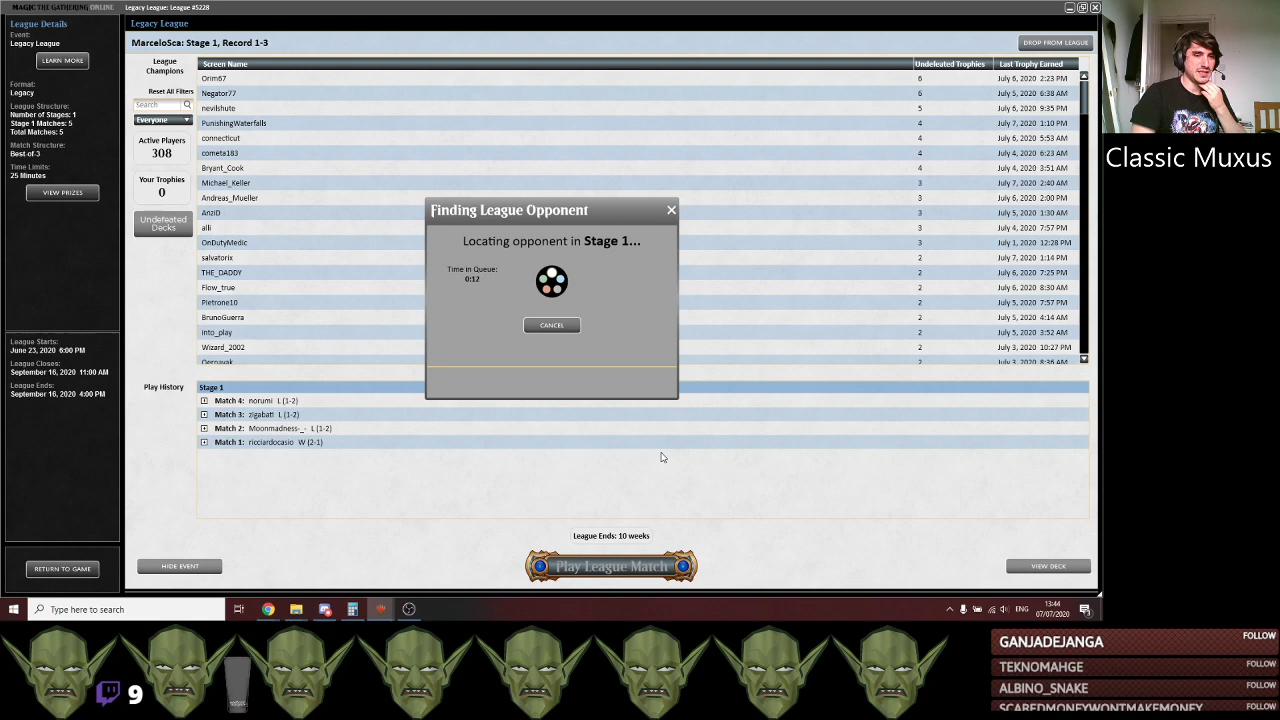 MAGIC THE GATHERING ONLINE
Legacy League: League #5228
League Details
Event:
Legacy League
LEARN MORE
Format:
Legacy
League Structure:
Number of Stages: 1
Stage 1 Matches: 5
Total Matches: 5
Match Structure:
Best-of-3
Time Limits:
25 Minutes
VIEW PRIZES
League Starts:
June 23, 2020 6:00 PM
League Closes:
September 16, 2020 11:00 AM
League Ends:
September 16, 2020 4:00 PM
RETURN TO GAME
Legacy League
MarceloSca: Stage 1, Record 1-3
DROP FROM LEAGUE
League Champions
Reset All Filters
Search
Everyone
Active Players
308
Your Trophies
0
Undefeated Decks
Screen Name Undefeated Trophies Last Trophy Earned
Orim67 6 July 6, 2020 2:23 PM
Negator77 6 July 5, 2020 6:38 AM
nevilshute 5 July 6, 2020 9:35 PM
PunishingWaterfalls 4 July 7, 2020 1:10 PM
connecticut 4 July 6, 2020 5:53 AM
cometa183 4 July 4, 2020 6:23 AM
Bryant_Cook 4 July 4, 2020 3:51 AM
Michael_Keller 3 July 7, 2020 2:40 AM
Andreas_Mueller 3 July 6, 2020 2:00 PM
AnziD 3 July 5, 2020 1:30 AM
alli 3 July 4, 2020 7:57 PM
OnDutyMedic 3 July 1, 2020 12:28 PM
salvatorix 2 July 7, 2020 1:14 PM
THE_DADDY 2 July 6, 2020 7:25 PM
Flow_true 2 July 6, 2020 8:30 AM
Pietrone10 2 July 5, 2020 7:57 PM
BrunoGuerra 2 July 5, 2020 4:14 AM
into_play 2 July 5, 2020 3:52 AM
Wizard_2002 2 July 3, 2020 10:27 PM
2 July 3, 2020 8:36 AM
Finding League Opponent
Locating opponent in Stage 1...
Time in Queue:
0:12
CANCEL
Play History
Stage 1
Match 4: norumi L (1-2)
Match 3: zigabati L (1-2)
Match 2: Moonmadness-_- L (1-2)
Match 1: ricciardocasio W (2-1)
League Ends: 10 weeks
HIDE EVENT
Play League Match
VIEW DECK
Classic Muxus
Type here to search
ENG
13:44
07/07/2020
9
GANJADEJANGA FOLLOW
TEKNOMAHGE FOLLOW
ALBINO_SNAKE FOLLOW
SCAREDMONEYWONTMAKEMONEY FOLLOW